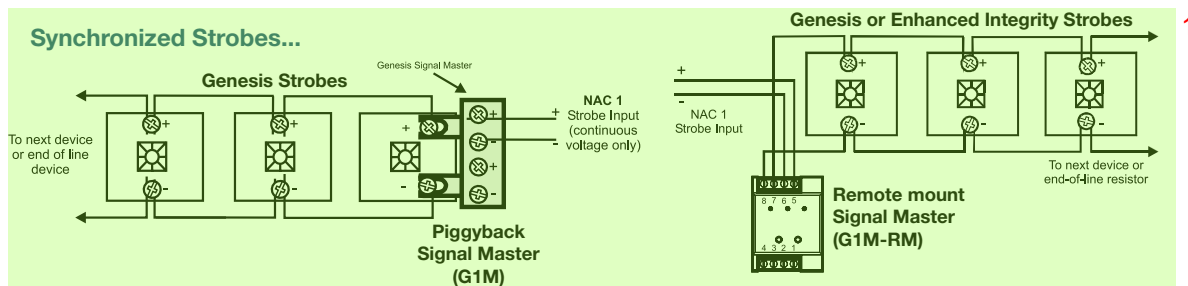 Synchronized Strobes...
Genesis Signal Master
Genesis Strobes
+
+
+
+
-
+
-
-
-
-
To next device
or end of line
device
NAC 1
+ Strobe Input
(continuous
- voltage only)
Piggyback
Signal Master
(G1M)
Genesis or Enhanced Integrity Strobes
+
-
NAC 1
Strobe Input
+
+
+
-
-
-
To next device or
end-of-line resistor
8 7 6 5
4 3 2 1
Remote mount
Signal Master
(G1M-RM)